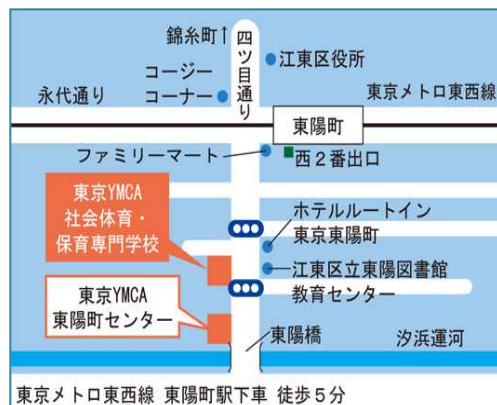 錦糸町↑
四ツ目通り
江東区役所
コージー
コーナー
永代通り
東京メトロ東西線
東陽町
ファミリーマート
西2番出口
東京YMCA
社会体育・
保育専門学校
ホテルルートイン
東京東陽町
江東区立東陽図書館
教育センター
東京YMCA
東陽町センター
東陽橋
汐浜運河
東京メトロ東西線 東陽町駅下車 徒歩5分